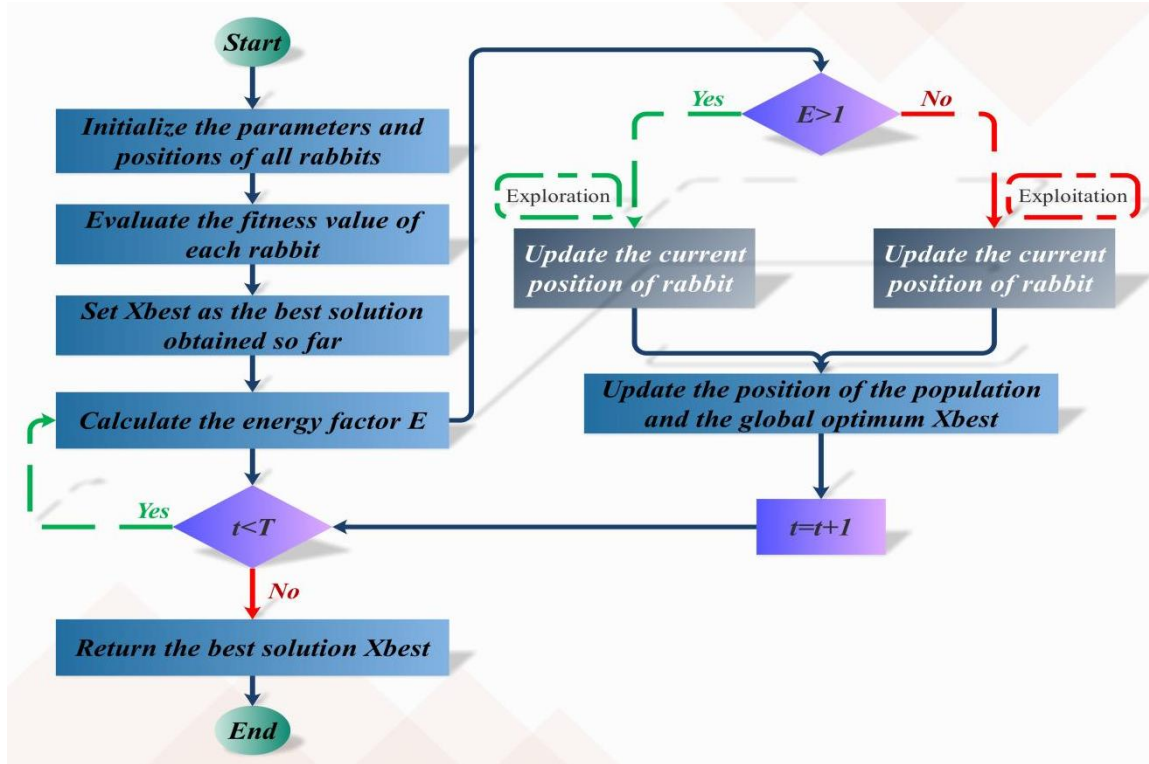 Start
Initialize the parameters and
positions of all rabbits
Evaluate the fitness value of
each rabbit
Set Xbest as the best solution
obtained so far
Calculate the energy factor E
Yes
t<T
No
Return the best solution Xbest
End
Yes
E>1
No
Exploration
Exploitation
Update the current
position of rabbit
Update the current
position of rabbit
Update the position of the population
and the global optimum Xbest
t=t+1